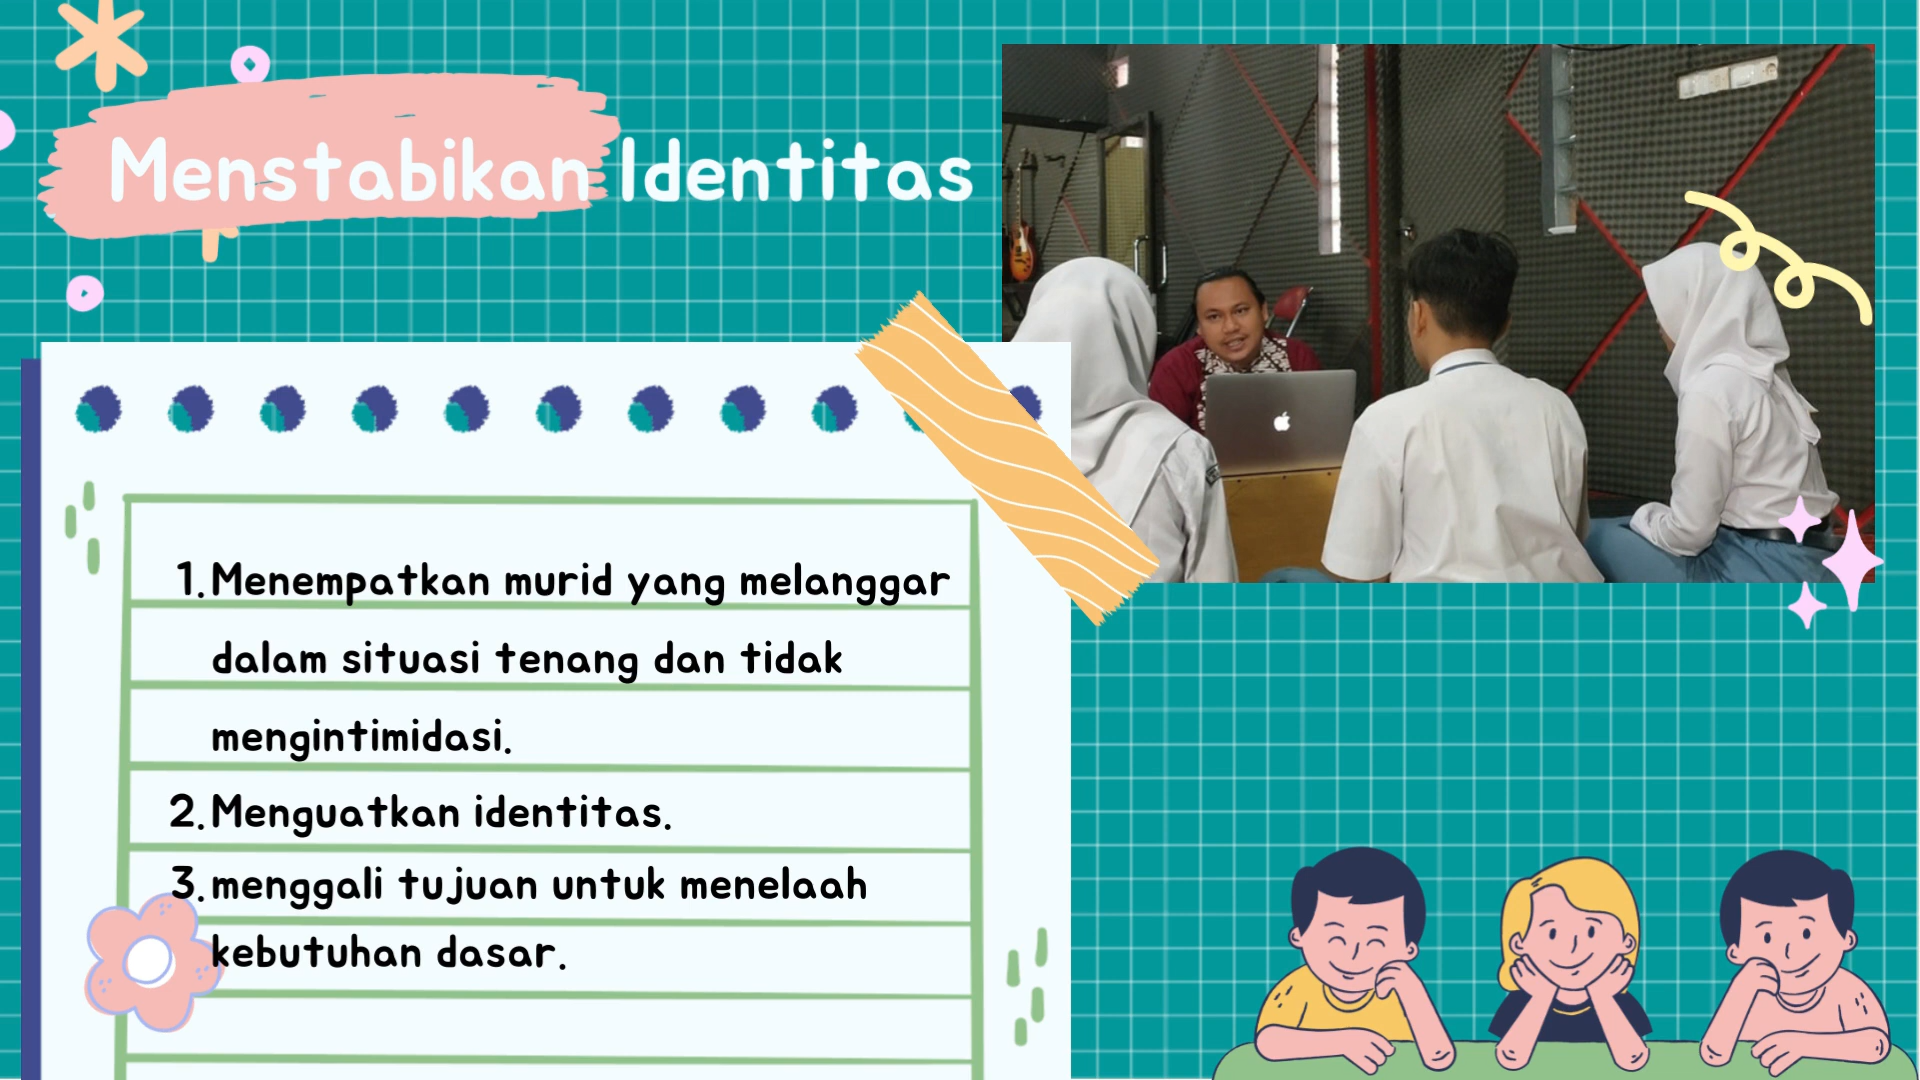 Menstabikan Identitas
1. Menempatkan murid yang melanggar
dalam situasi tenang dan tidak
mengintimidasi.
2. Menguatkan identitas.
3. menggali tujuan untuk menelaah
kebutuhan dasar.